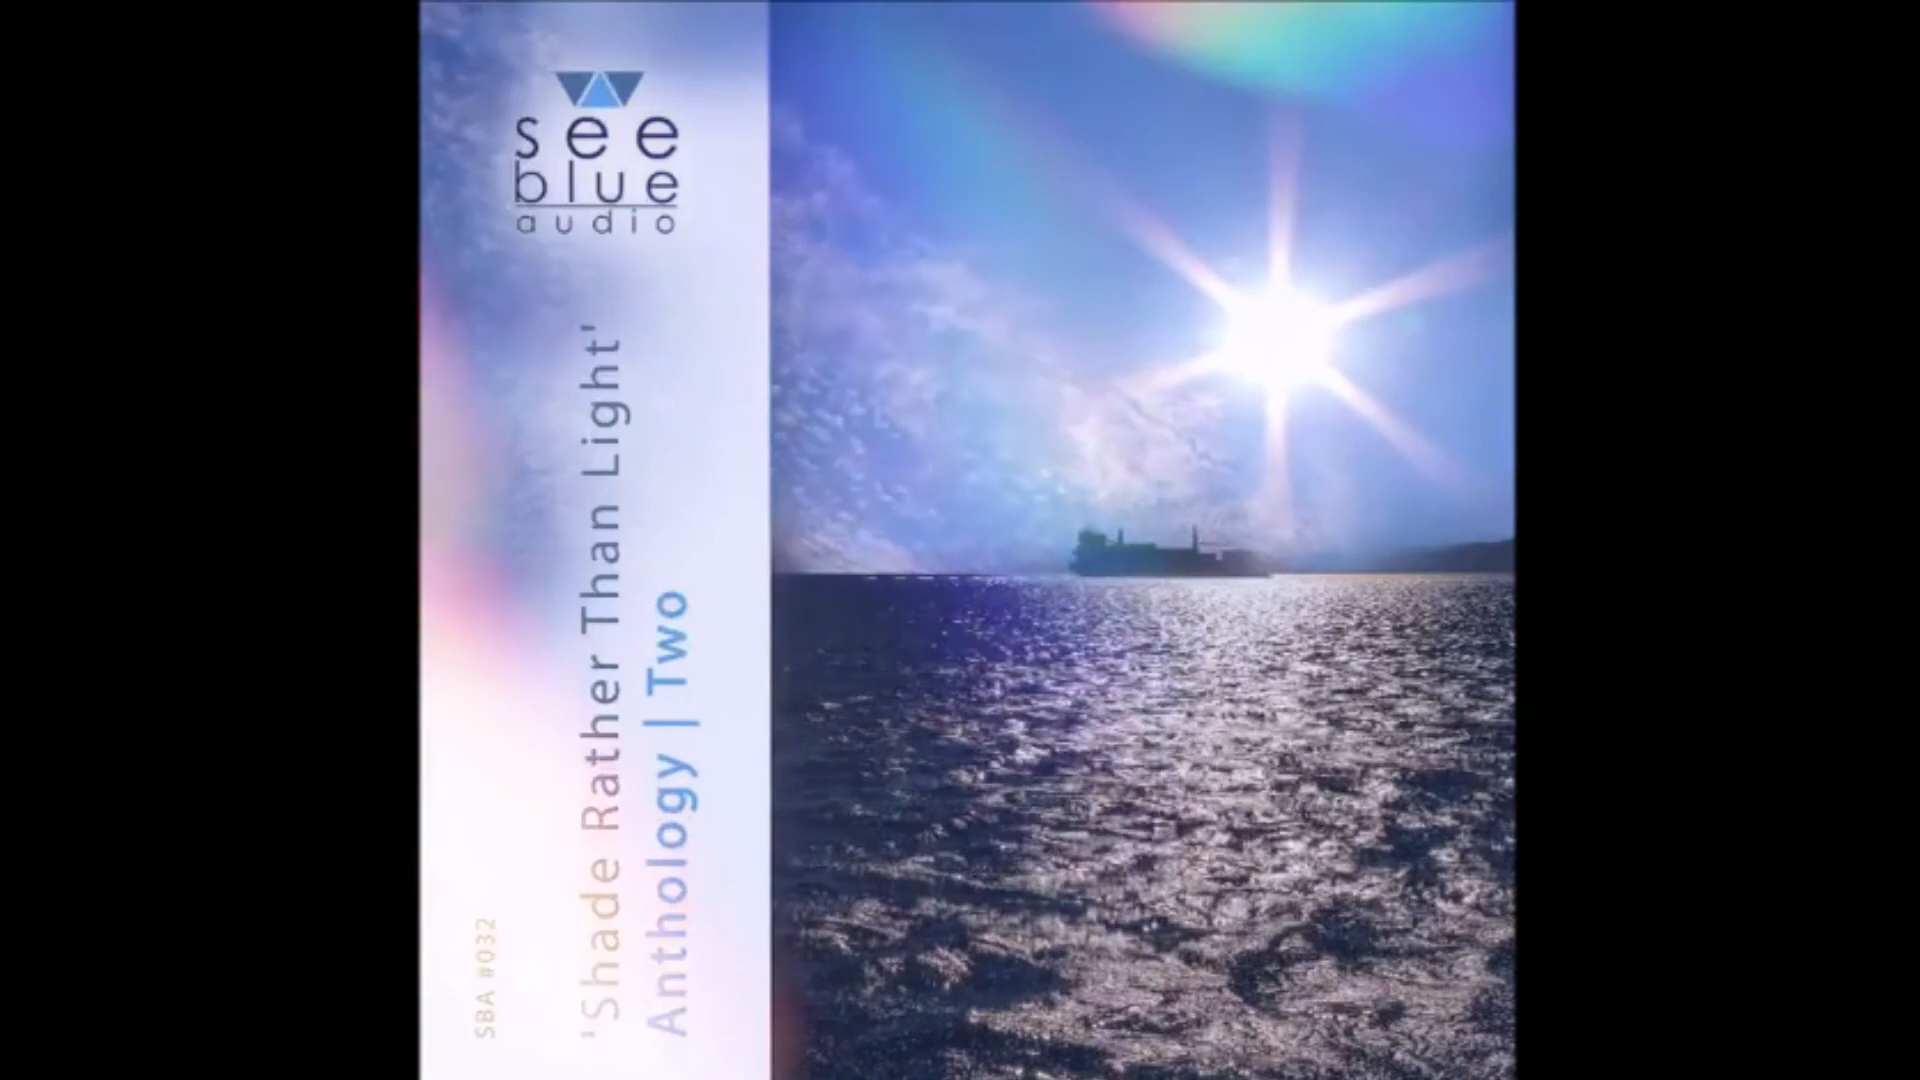 see
blue
audio
'Shade Rather Than Light'
Anthology | Two
SBA #032